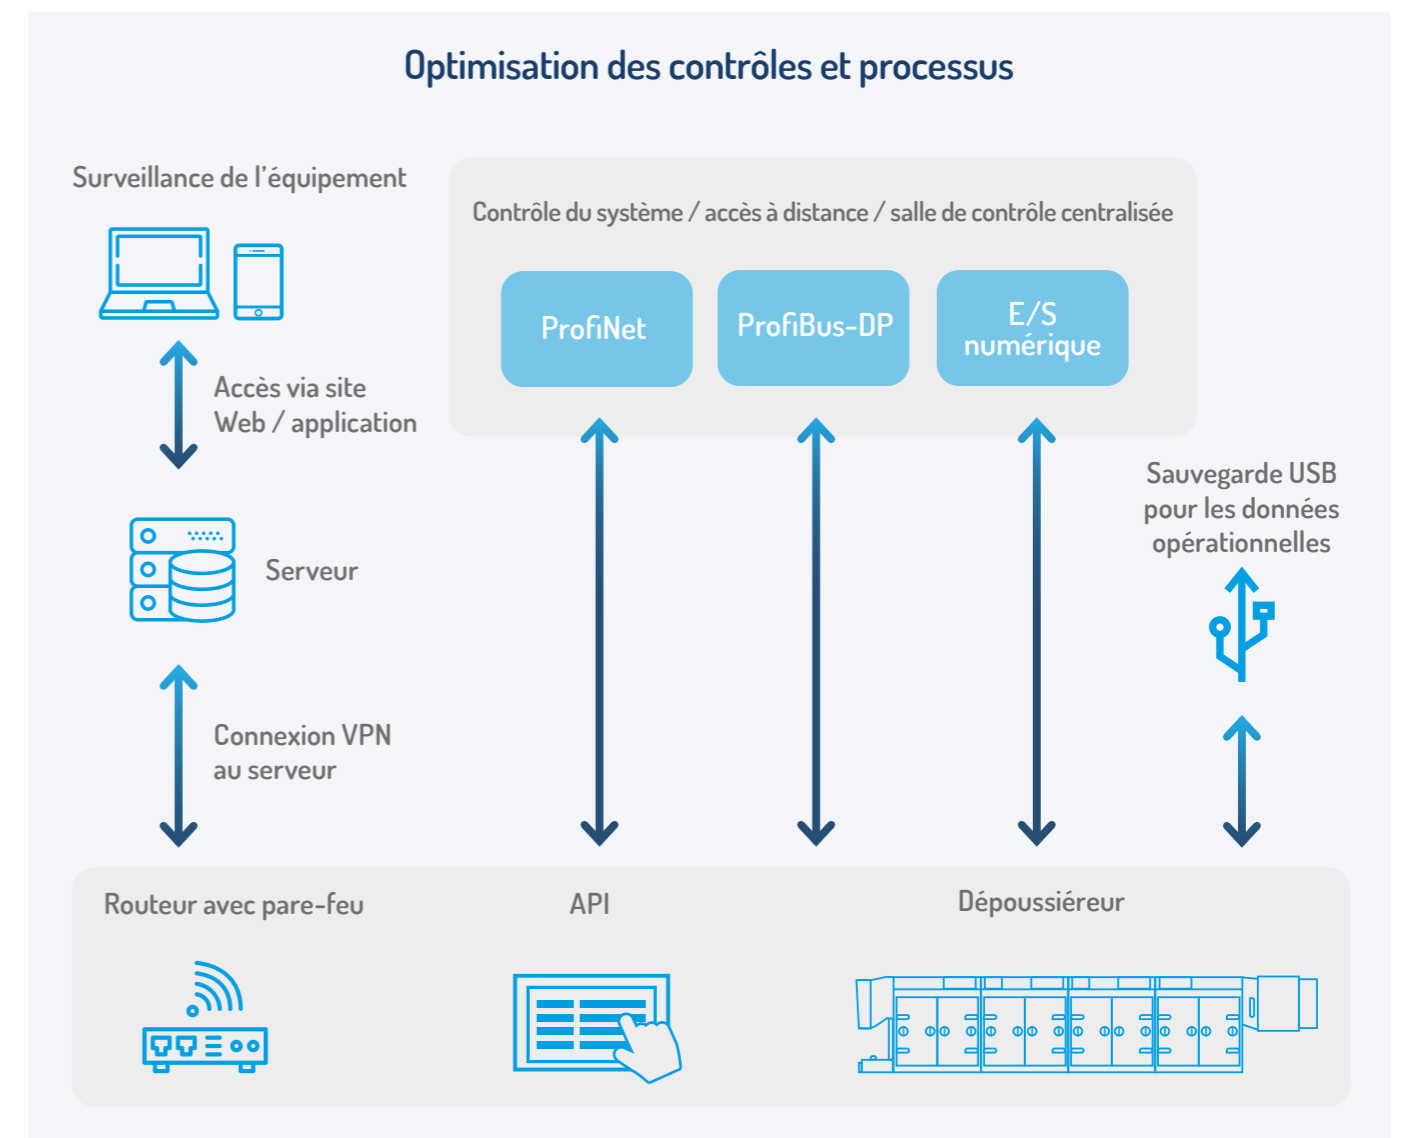 Optimisation des contrôles et processus
Surveillance de l'équipement
Accès via site
Web / application
Serveur
Connexion VPN
au serveur
Contrôle du système / accès à distance / salle de contrôle centralisée
ProfiNet
ProfiBus-DP
E/S
numérique
Sauvegarde USB
pour les données
opérationnelles
Routeur avec pare-feu
API
Dépoussiéreur